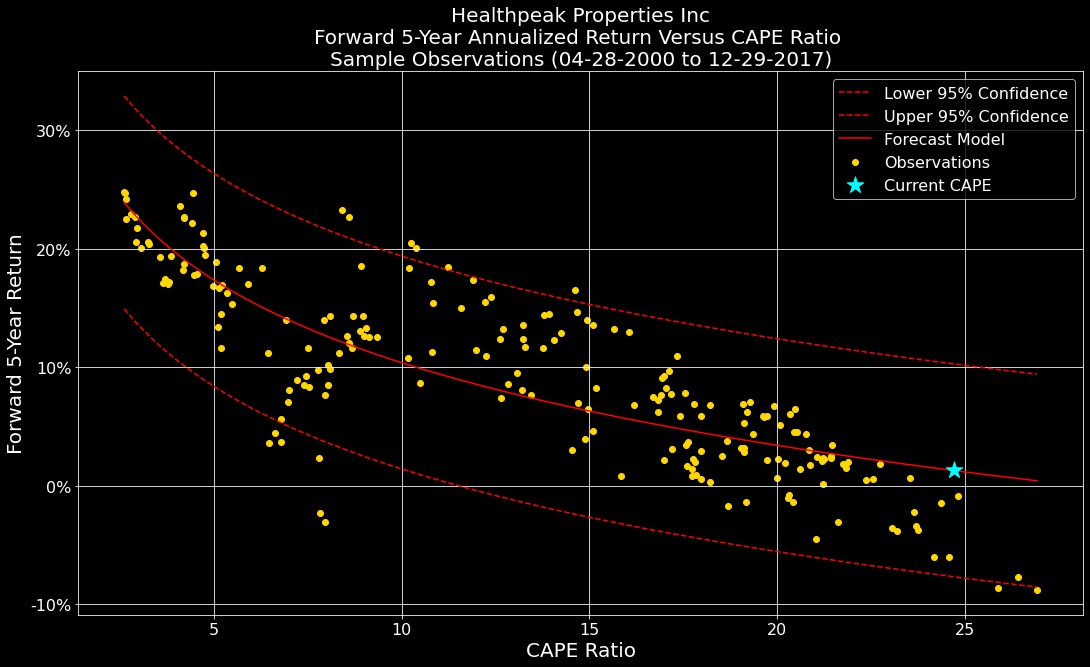 Healthpeak Properties Inc
Forward 5-Year Annualized Return Versus CAPE Ratio
Sample Observations (04-28-2000 to 12-29-2017)
Lower 95% Confidence
Upper 95% Confidence
Forecast Model
Observations
Current CAPE
Forward 5-Year Return
30%
20%
10%
0%
-10%
5
10
15
20
25
CAPE Ratio